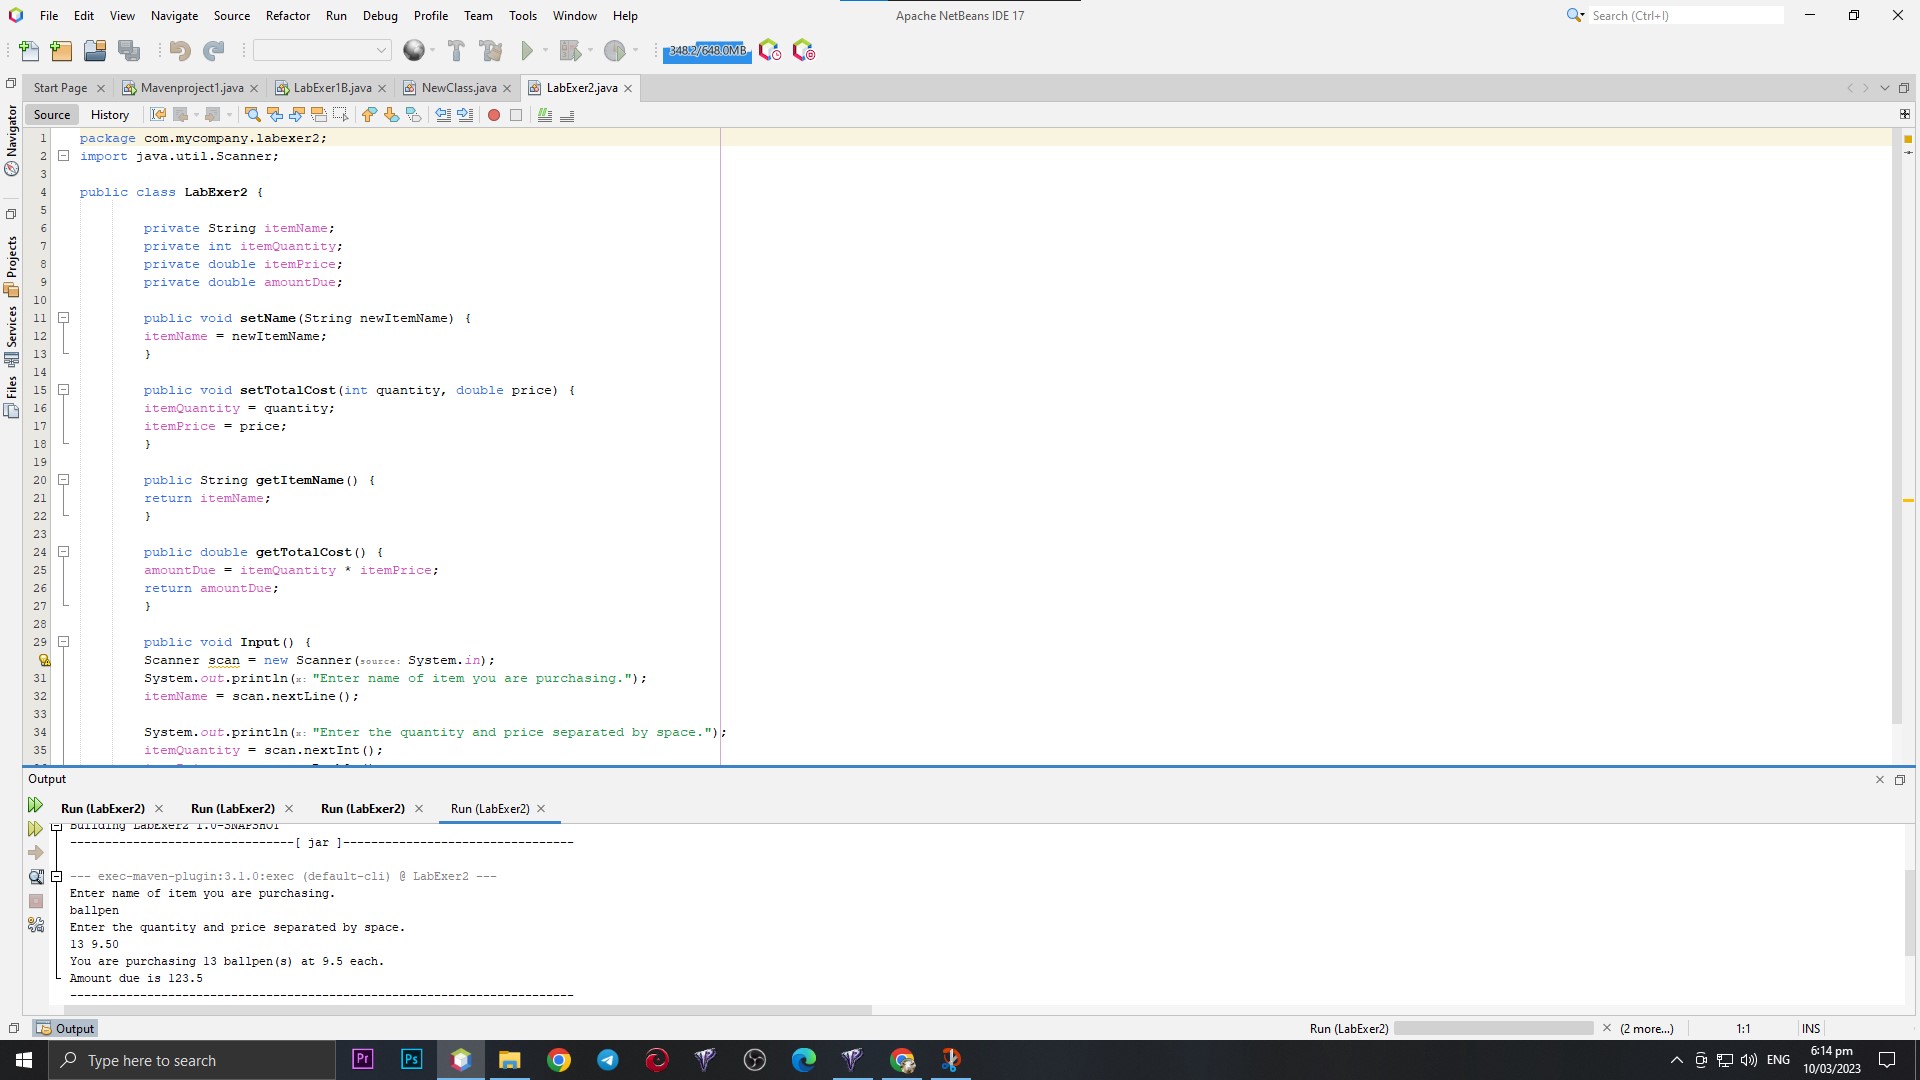 File Edit View Navigate Source Refactor Run Debug Profile Team Tools Window Help
Apache NetBeans IDE 17
Search (Ctrl+I)
348.2/648.0MB
Start Page
Mavenproject1.java
LabExer1B.java
NewClass.java
LabExer2.java
Source History
Navigator
Projects
Services
Files
1 package com.mycompany.labexer2;
2 import java.util.Scanner;
3
4 public class LabExer2 {
5
6 private String itemName;
7 private int itemQuantity;
8 private double itemPrice;
9 private double amountDue;
10
11 public void setName(String newItemName) {
12 itemName = newItemName;
13 }
14
15 public void setTotalCost(int quantity, double price) {
16 itemQuantity = quantity;
17 itemPrice = price;
18 }
19
20 public String getItemName() {
21 return itemName;
22 }
23
24 public double getTotalCost() {
25 amountDue = itemQuantity * itemPrice;
26 return amountDue;
27 }
28
29 public void Input() {
Scanner scan = new Scanner(source: System.in);
31 System.out.println(x: "Enter name of item you are purchasing.");
32 itemName = scan.nextLine();
33
34 System.out.println(x: "Enter the quantity and price separated by space.");
35 itemQuantity = scan.nextInt();
Output
Run (LabExer2) Run (LabExer2) Run (LabExer2) Run (LabExer2)
Building LabExer2 1.0-SNAPSHOT
--------------------------------[ jar ]---------------------------------
--- exec-maven-plugin:3.1.0:exec (default-cli) @ LabExer2 ---
Enter name of item you are purchasing.
ballpen
Enter the quantity and price separated by space.
13 9.50
You are purchasing 13 ballpen(s) at 9.5 each.
Amount due is 123.5
------------------------------------------------------------------------
Output
Run (LabExer2)
(2 more...)
1:1
INS
Type here to search
Pr
Ps
ENG
6:14 pm
10/03/2023